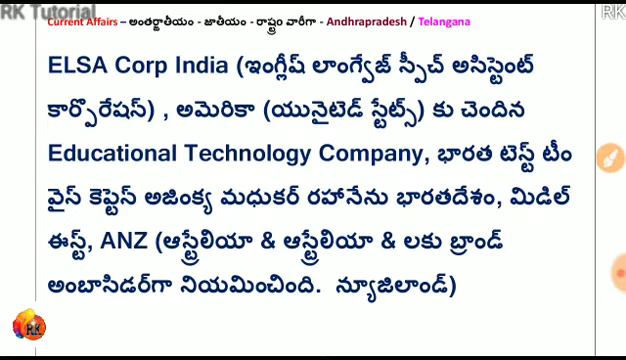 RK Tutorial
RK
Current Affairs – అంతర్జాతీయం - జాతీయం - రాష్ట్రం వారీగా - Andhrapradesh / Telangana
ELSA Corp India (ఇంగ్లీష్ లాంగ్వేజ్ స్పీచ్ అసిస్టెంట్
కార్పొరేషన్) , అమెరికా (యునైటెడ్ స్టేట్స్) కు చెందిన
Educational Technology Company, భారత టెస్ట్ టీం
వైస్ కెప్టెన్ అజింక్య మధుకర్ రహానేను భారతదేశం, మిడిల్
ఈస్ట్, ANZ (ఆస్ట్రేలియా & ఆస్ట్రేలియా & లకు బ్రాండ్
అంబాసిడర్‌గా నియమించింది. న్యూజిలాండ్)
RK